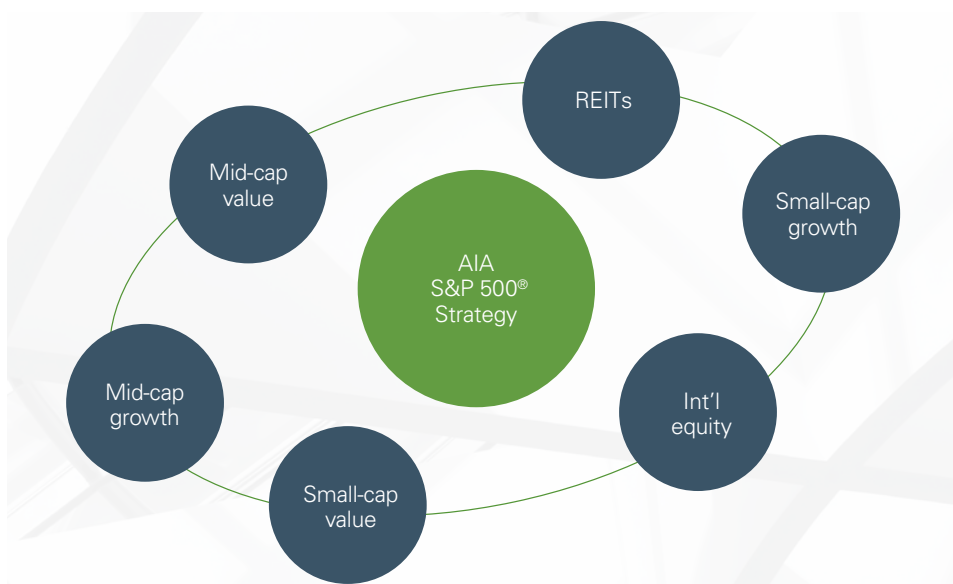 REITs
Mid-cap
value
Small-cap
growth
AIA
S&P 500®
Strategy
Mid-cap
growth
Int'l
equity
Small-cap
value